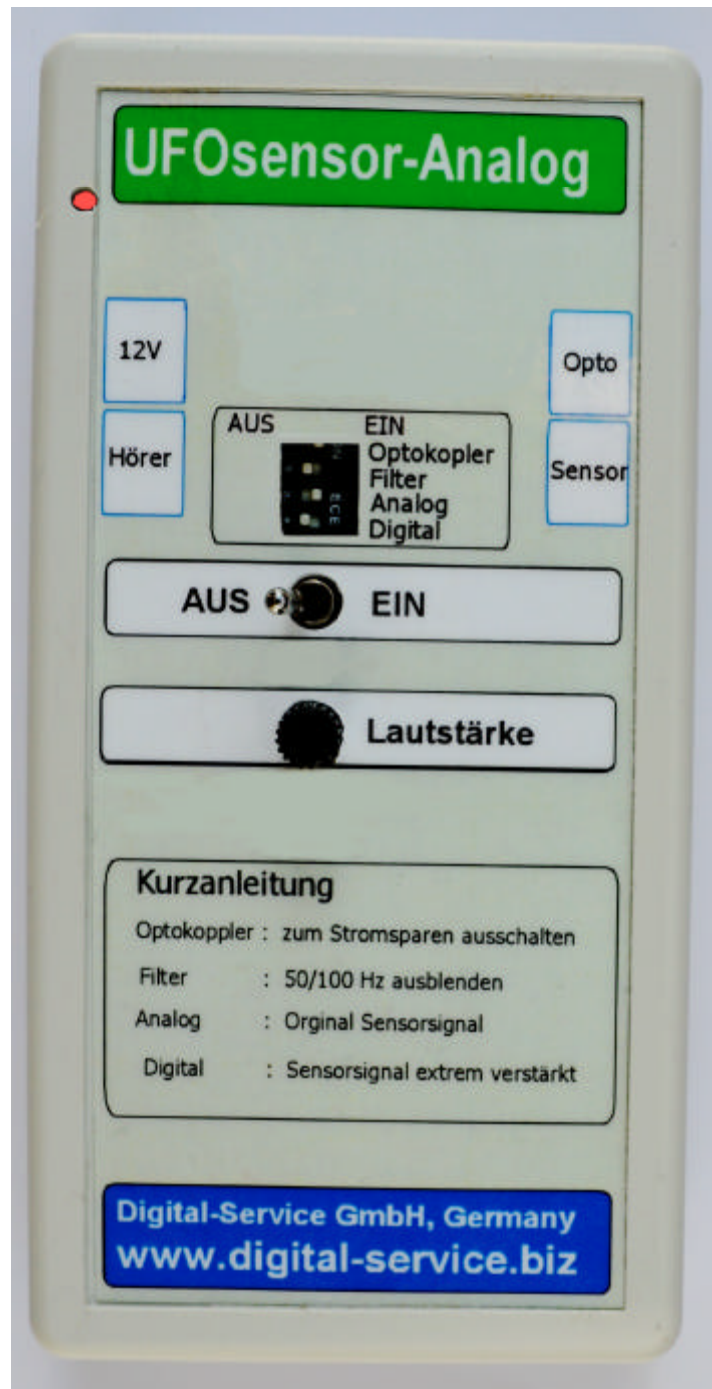 UFOsensor-Analog
12V
Opto
Hörer
Sensor
AUS EIN
Optokopler
Filter
Analog
Digital
AUS EIN
Lautstärke
Kurzanleitung
Optokoppler : zum Stromsparen ausschalten
Filter : 50/100 Hz ausblenden
Analog : Orginal Sensorsignal
Digital : Sensorsignal extrem verstärkt
Digital-Service GmbH, Germany
www.digital-service.biz